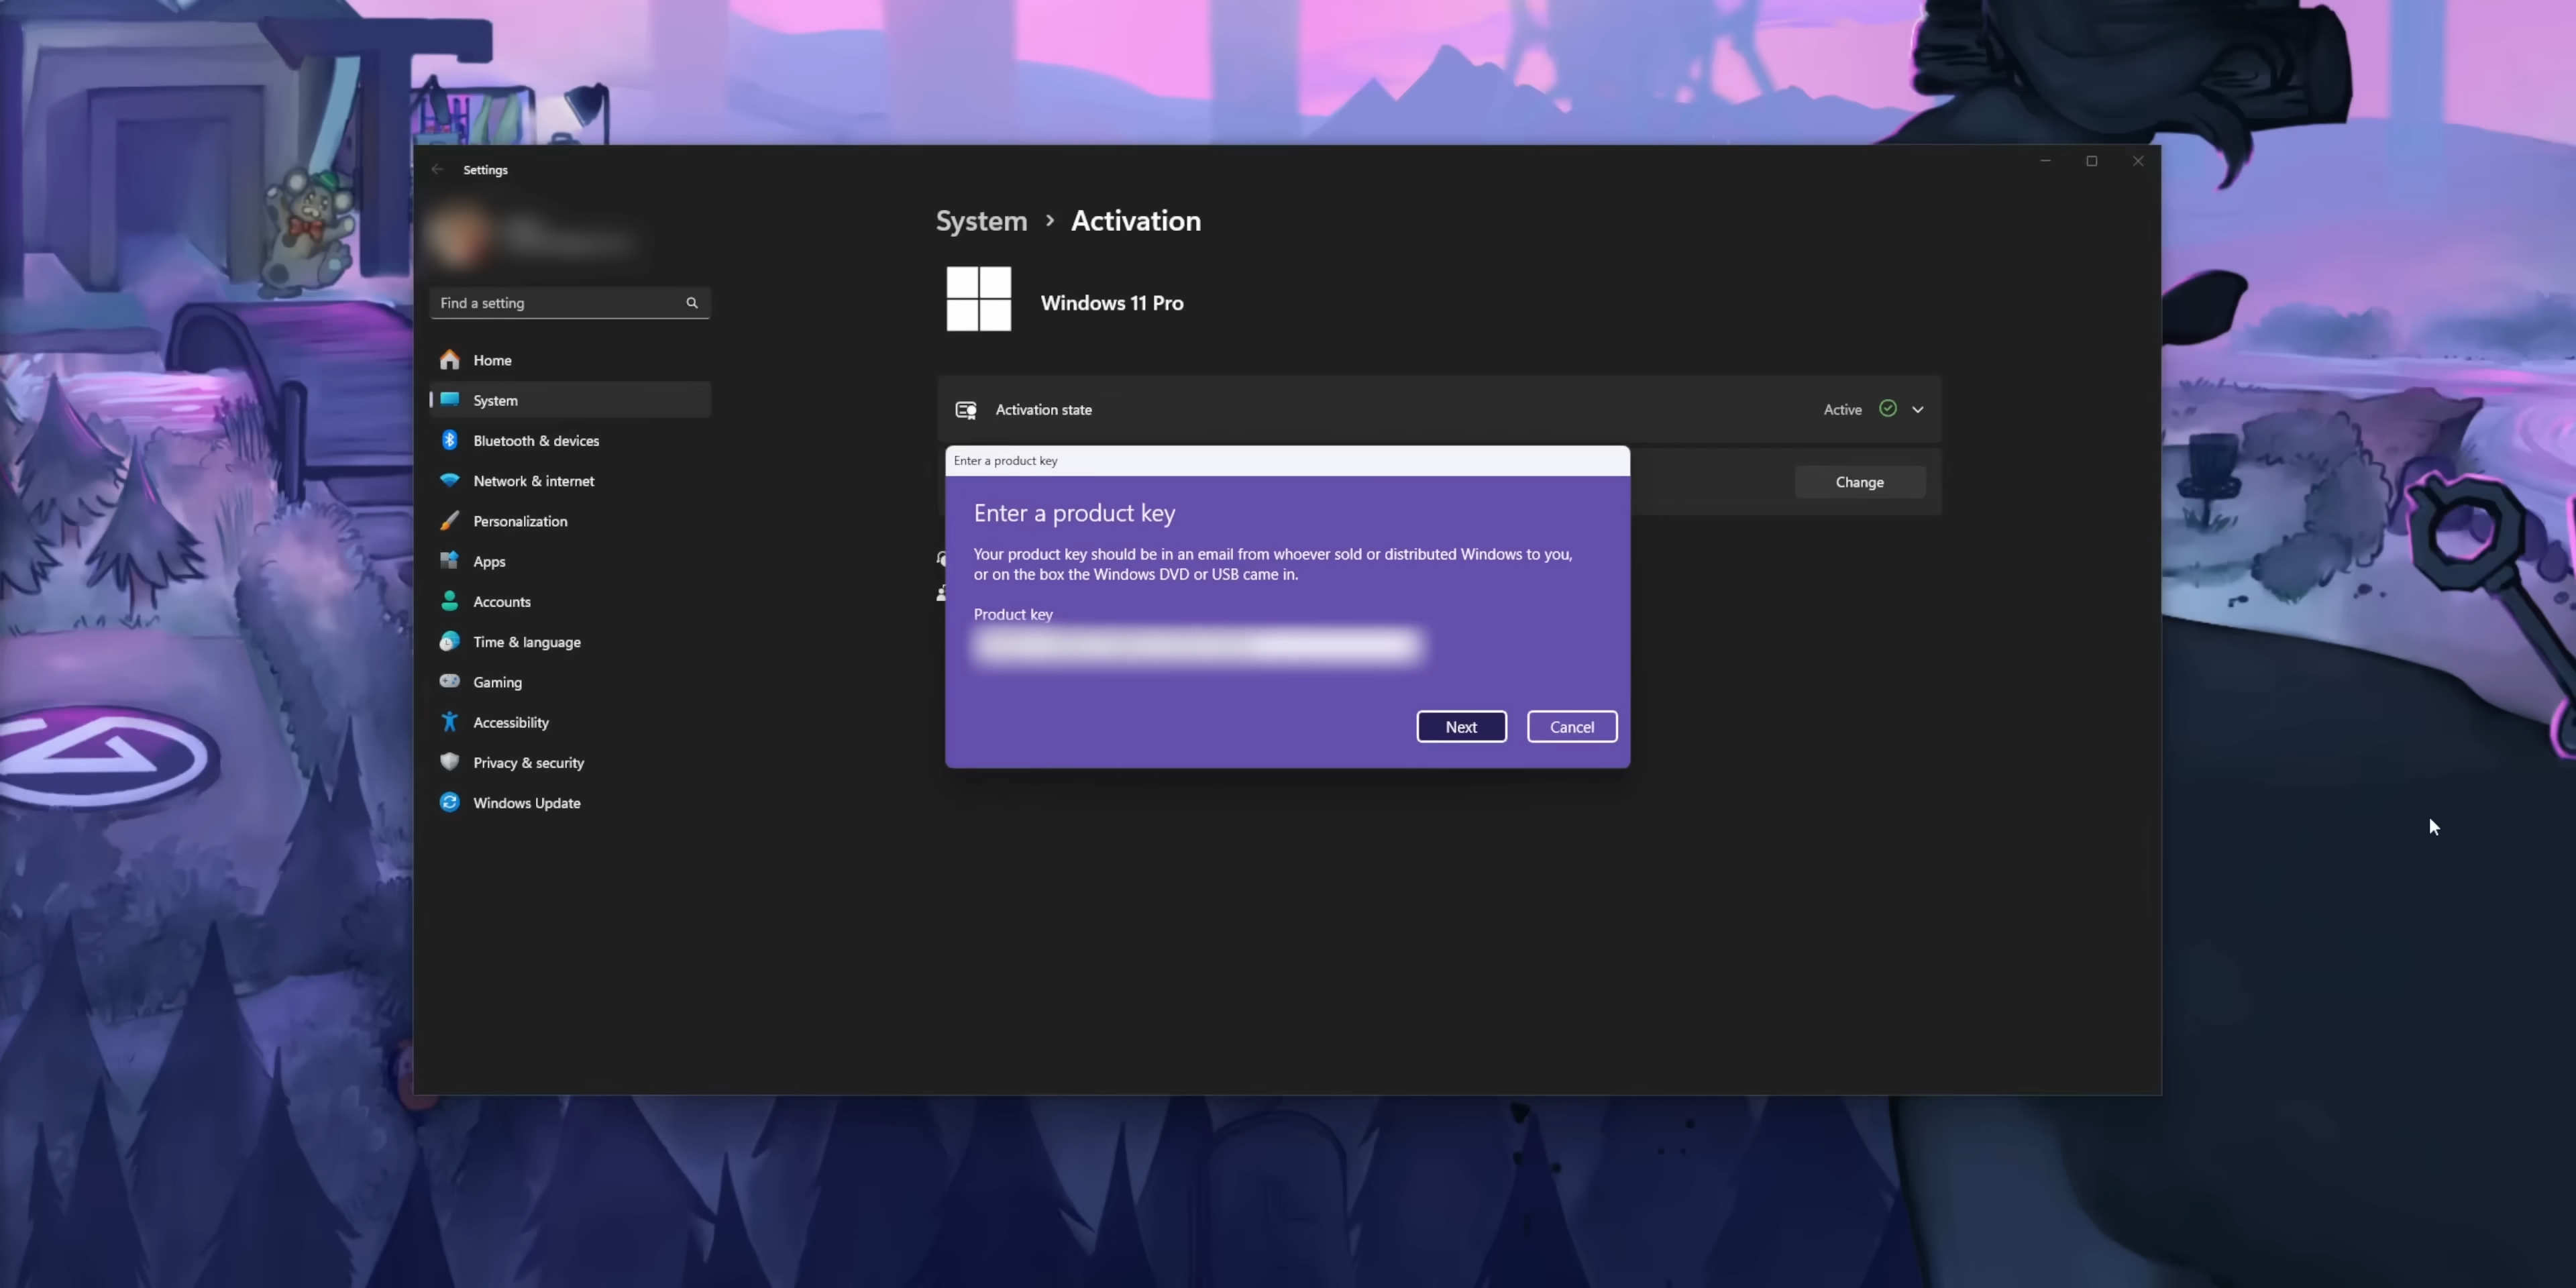 Settings
Find a setting
Home
System
Bluetooth & devices
Network & internet
Personalization
Apps
Accounts
Time & language
Gaming
Accessibility
Privacy & security
Windows Update
System > Activation
Windows 11 Pro
Activation state
Active
Change
Enter a product key
Enter a product key
Your product key should be in an email from whoever sold or distributed Windows to you,
or on the box the Windows DVD or USB came in.
Product key
Next
Cancel